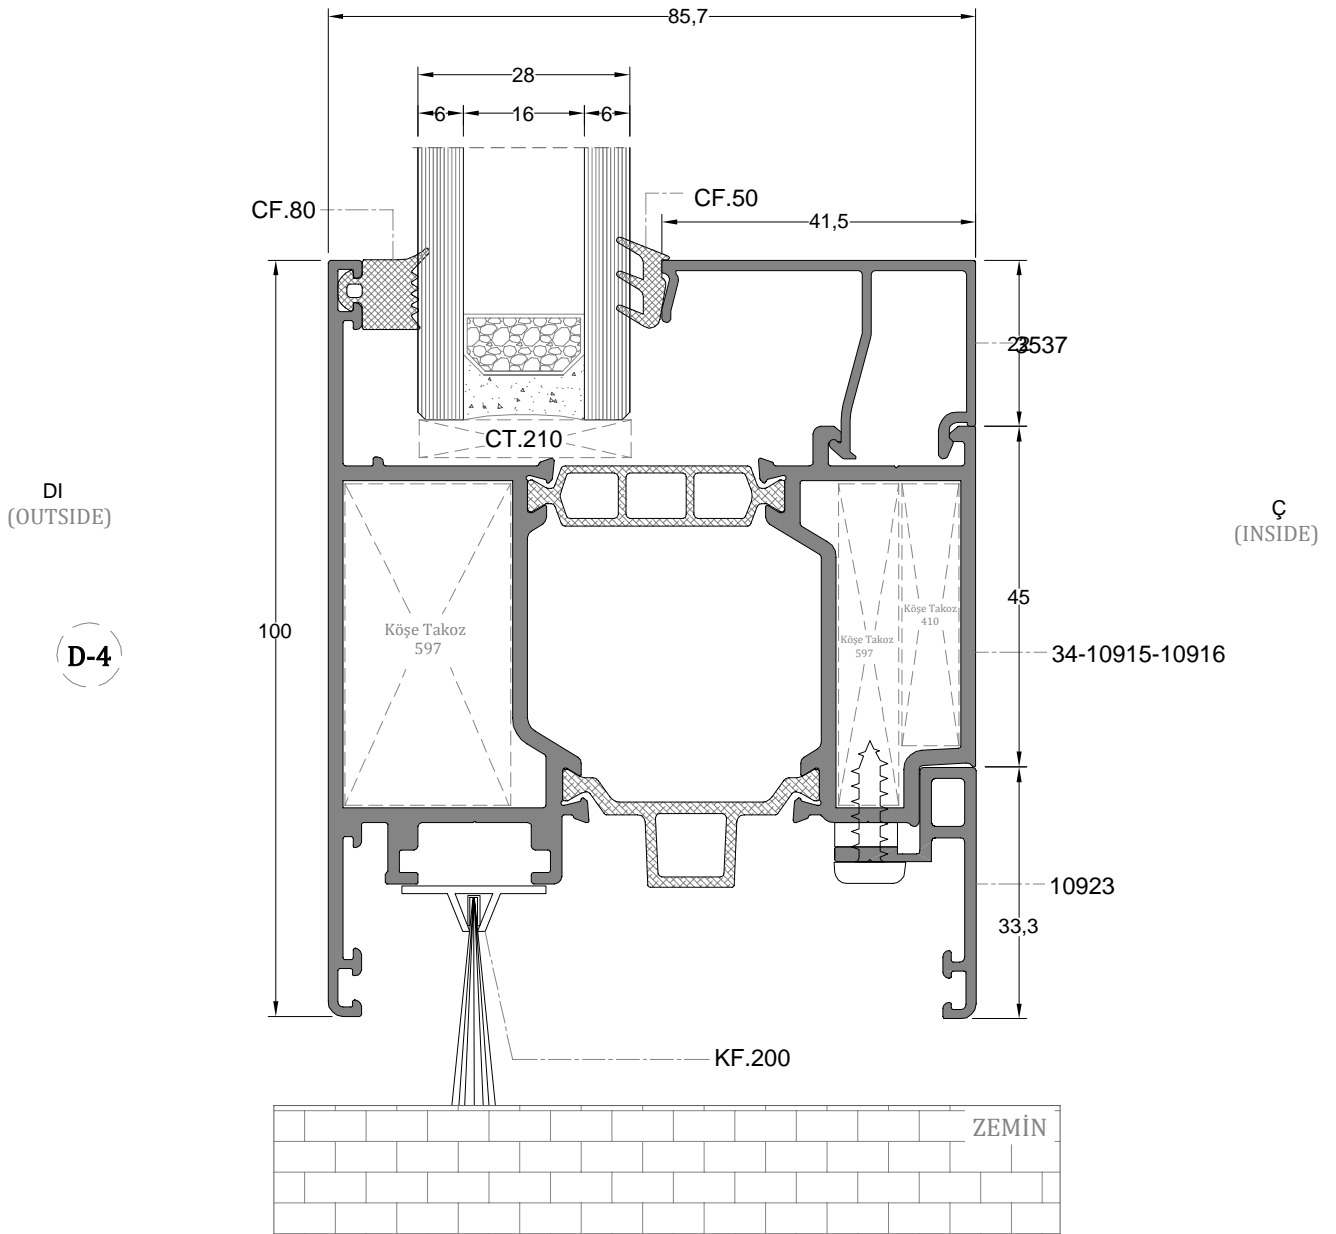 85,7
28
6
16
6
CF.80
CF.50
41,5
3537
CT.210
DI
(OUTSIDE)
Ç
(INSIDE)
D-4
100
Köşe Takoz
597
Köşe Takoz
597
Köşe Takoz
410
45
34-10915-10916
10923
33,3
KF.200
ZEMİN